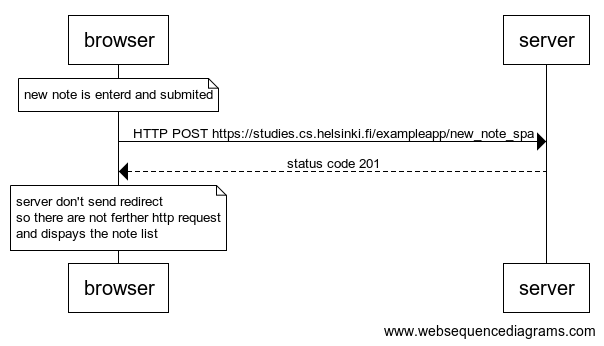 browser
server
new note is enterd and submited
HTTP POST https://studies.cs.helsinki.fi/exampleapp/new_note_spa
status code 201
server don't send redirect
so there are not ferther http request
and dispays the note list
browser
server
www.websequencediagrams.com